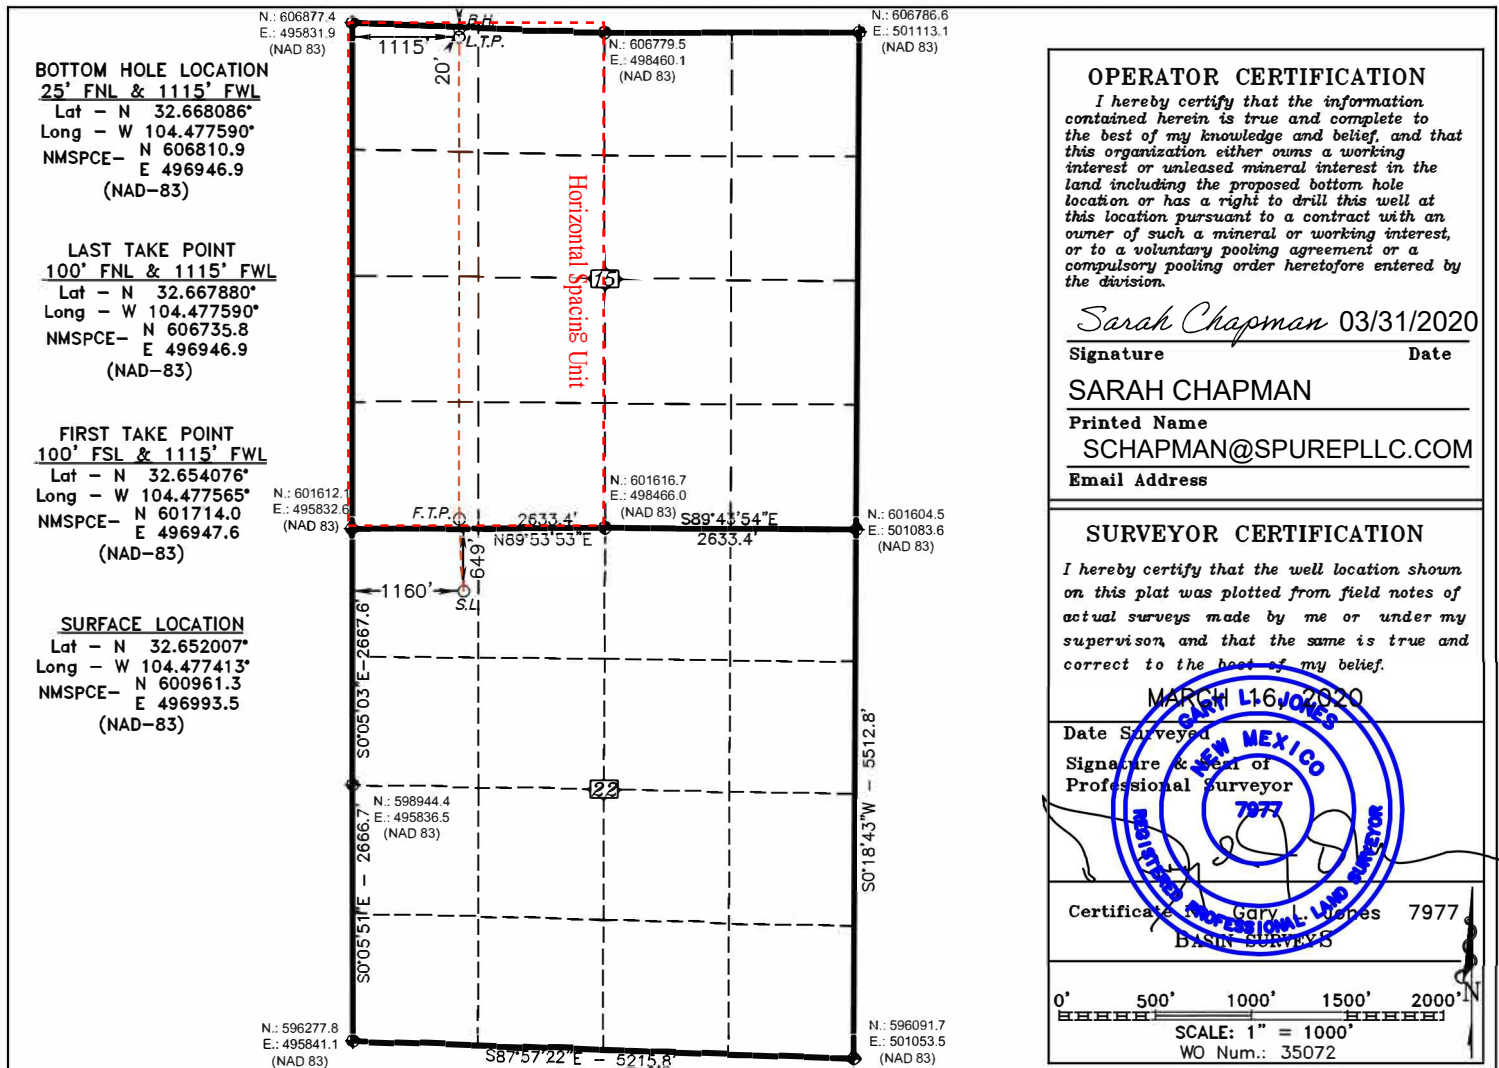 BOTTOM HOLE LOCATION
25' FNL & 1115' FWL
Lat - N 32.668086°
Long - W 104.477590°
NMSPCE- N 606810.9
E 496946.9
(NAD-83)
LAST TAKE POINT
100' FNL & 1115' FWL
Lat - N 32.667880°
Long - W 104.477590°
NMSPCE- N 606735.8
E 496946.9
(NAD-83)
FIRST TAKE POINT
100' FSL & 1115' FWL
Lat - N 32.654076°
Long - W 104.477565°
NMSPCE- N 601714.0
E 496947.6
(NAD-83)
SURFACE LOCATION
Lat - N 32.652007°
Long - W 104.477413°
NMSPCE- N 600961.3
E 496993.5
(NAD-83)
N.: 606877.4
E.: 495831.9
(NAD 83)
B.H.
L.T.P.
1115'
20'
N.: 606779.5
E.: 498460.1
(NAD 83)
N.: 606786.6
E.: 501113.1
(NAD 83)
Horizontal Spacing Unit
15
N.: 601612.1
E.: 495832.6
(NAD 83)
F.T.P.
2633.4'
N89°53'53"E
N.: 601616.7
E.: 498466.0
(NAD 83)
S89°43'54"E
2633.4'
N.: 601604.5
E.: 501083.6
(NAD 83)
649'
1160'
S.L.
S0°05'03"E-2667.6'
N.: 598944.4
E.: 495836.5
(NAD 83)
22
S0°18'43"W - 5512.8'
S0°05'51"E - 2666.7'
N.: 596277.8
E.: 495841.1
(NAD 83)
S87°57'22"E - 5215.8'
N.: 596091.7
E.: 501053.5
(NAD 83)
OPERATOR CERTIFICATION
I hereby certify that the information
contained herein is true and complete to
the best of my knowledge and belief, and that
this organization either owns a working
interest or unleased mineral interest in the
land including the proposed bottom hole
location or has a right to drill this well at
this location pursuant to a contract with an
owner of such a mineral or working interest,
or to a voluntary pooling agreement or a
compulsory pooling order heretofore entered by
the division.
Sarah Chapman 03/31/2020
Signature Date
SARAH CHAPMAN
Printed Name
SCHAPMAN@SPUREPLLC.COM
Email Address
SURVEYOR CERTIFICATION
I hereby certify that the well location shown
on this plat was plotted from field notes of
actual surveys made by me or under my
supervison, and that the same is true and
correct to the best of my belief.
MARCH 16, 2020
Date Surveyed
Signature & Seal of
Professional Surveyor
GARY L. JONES
NEW MEXICO
7977
REGISTERED PROFESSIONAL LAND SURVEYOR
Certificate Gary L. Jones 7977
BASIN SURVEYS
N
0' 500' 1000' 1500' 2000'
SCALE: 1" = 1000'
WO Num.: 35072